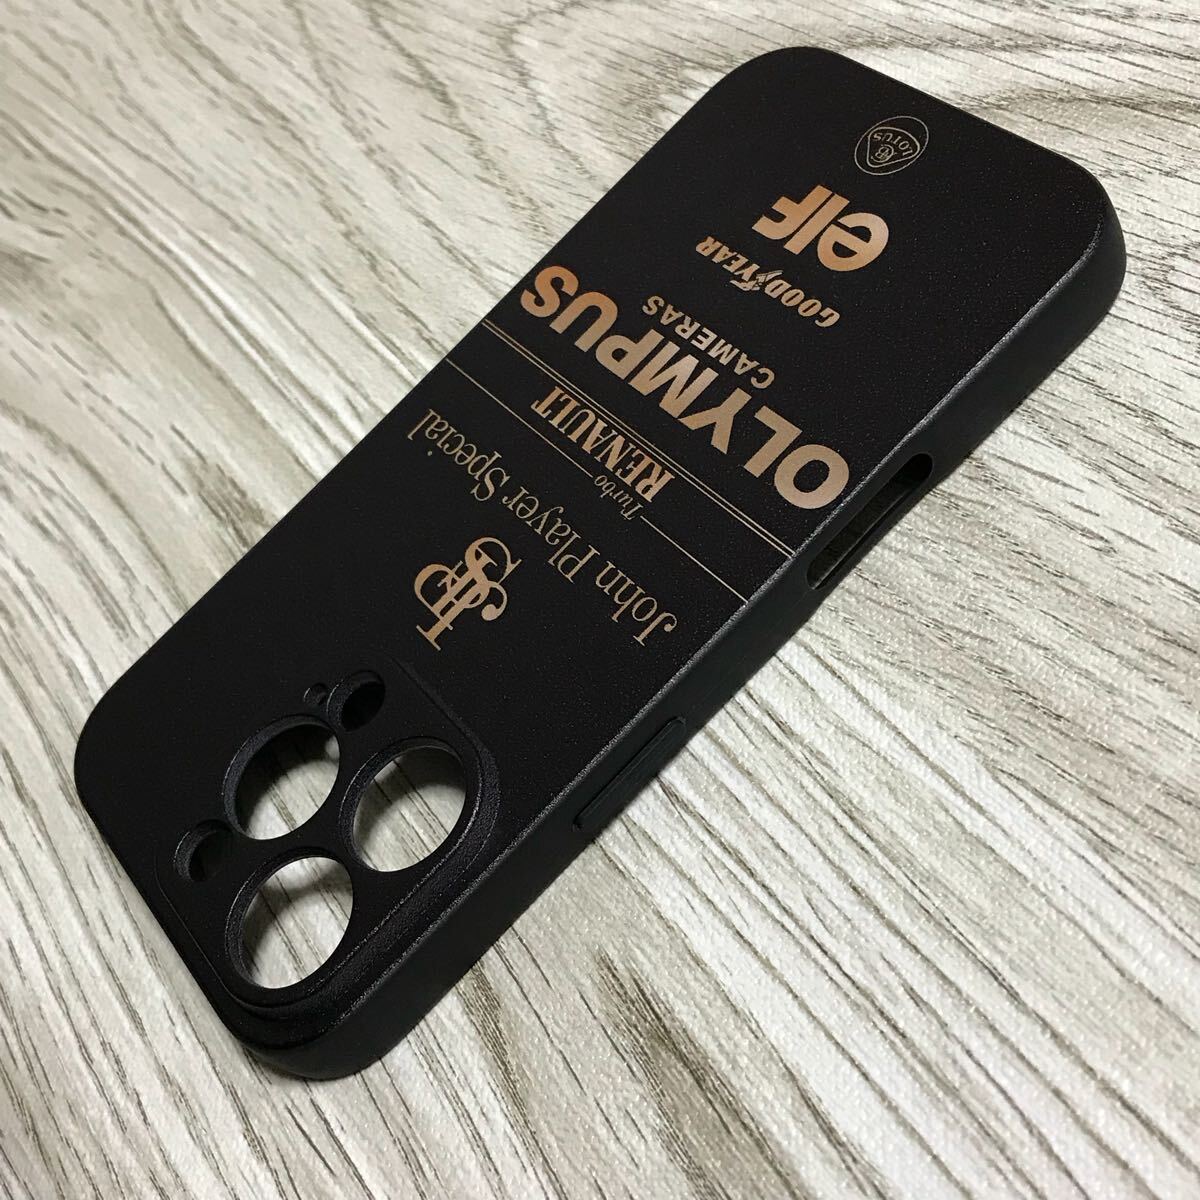 JPS
John Player Special
Turbo
RENAULT
OLYMPUS
CAMERAS
GOODYEAR
elf
LOTUS